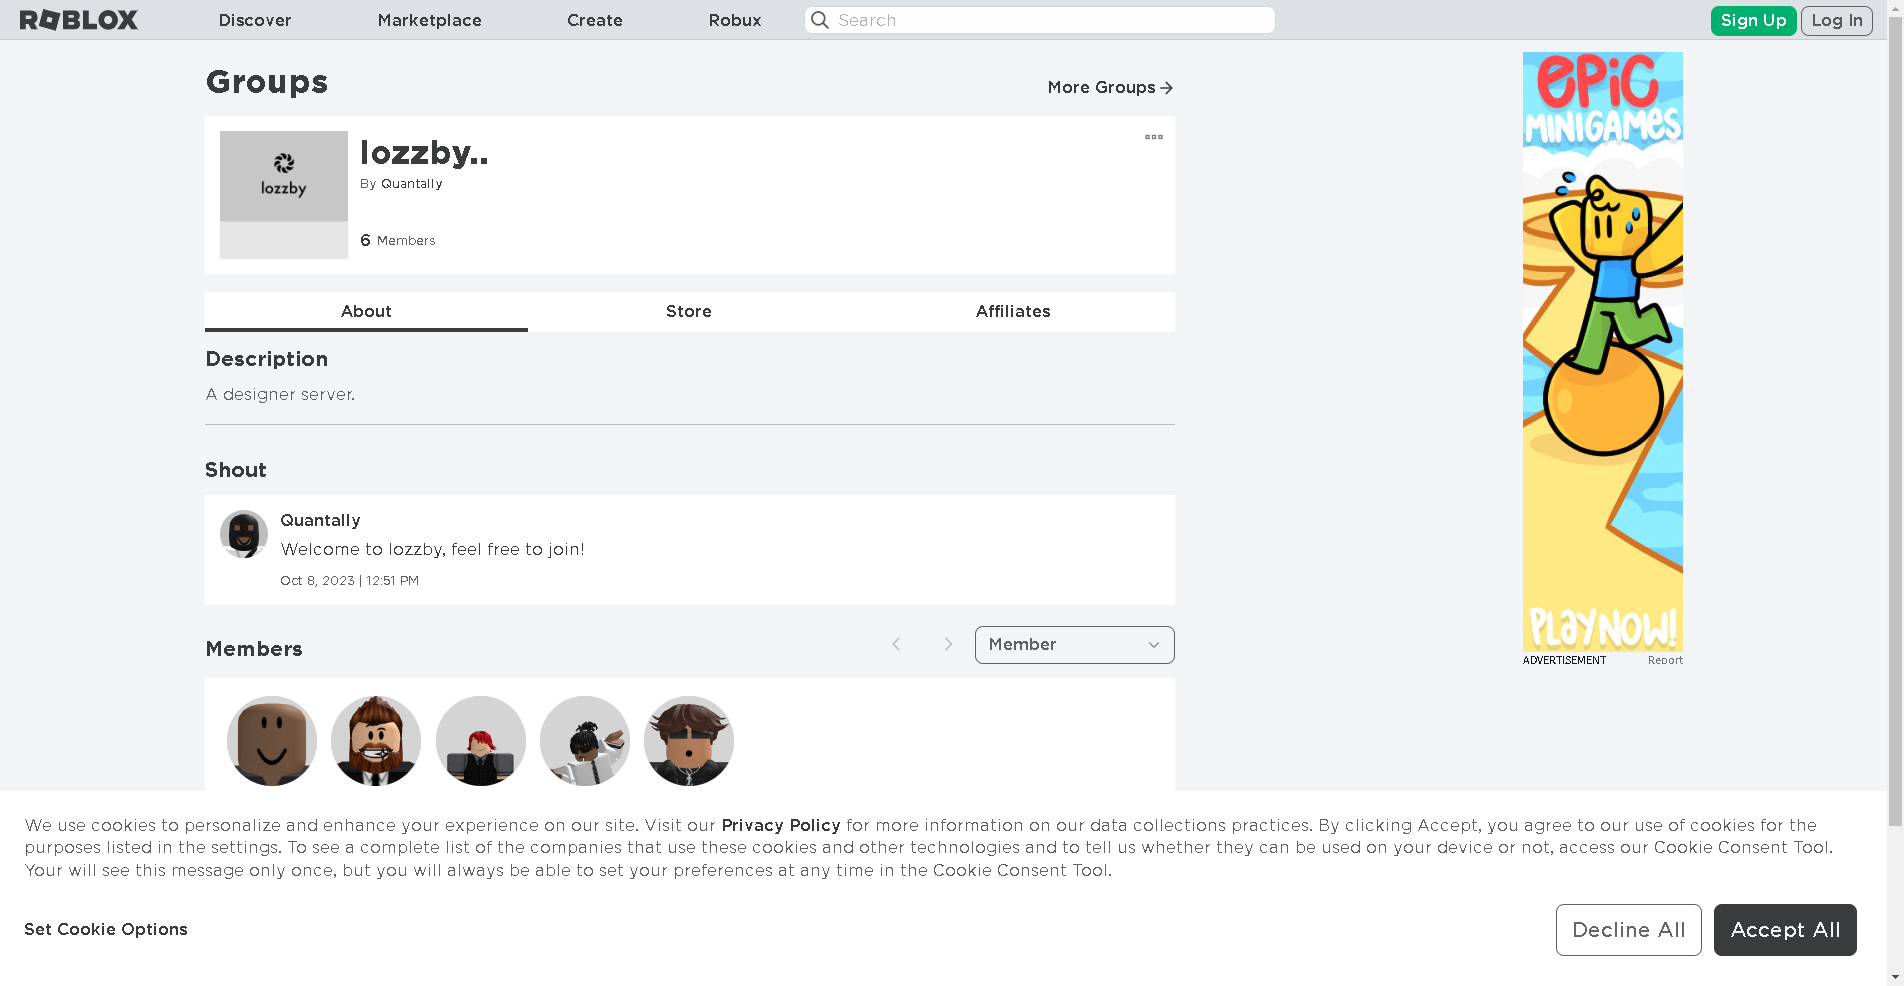 ROBLOX
Discover
Marketplace
Create
Robux
Search
Sign Up
Log In
Groups
More Groups
lozzby
lozzby..
By Quantally
6 Members
About
Store
Affiliates
Description
A designer server.
Shout
Quantally
Welcome to lozzby, feel free to join!
Oct 8, 2023 | 12:51 PM
Members
Member
EPIC
MINIGAMES
PLAY NOW!
ADVERTISEMENT
Report
We use cookies to personalize and enhance your experience on our site. Visit our Privacy Policy for more information on our data collections practices. By clicking Accept, you agree to our use of cookies for the
purposes listed in the settings. To see a complete list of the companies that use these cookies and other technologies and to tell us whether they can be used on your device or not, access our Cookie Consent Tool.
Your will see this message only once, but you will always be able to set your preferences at any time in the Cookie Consent Tool.
Set Cookie Options
Decline All
Accept All